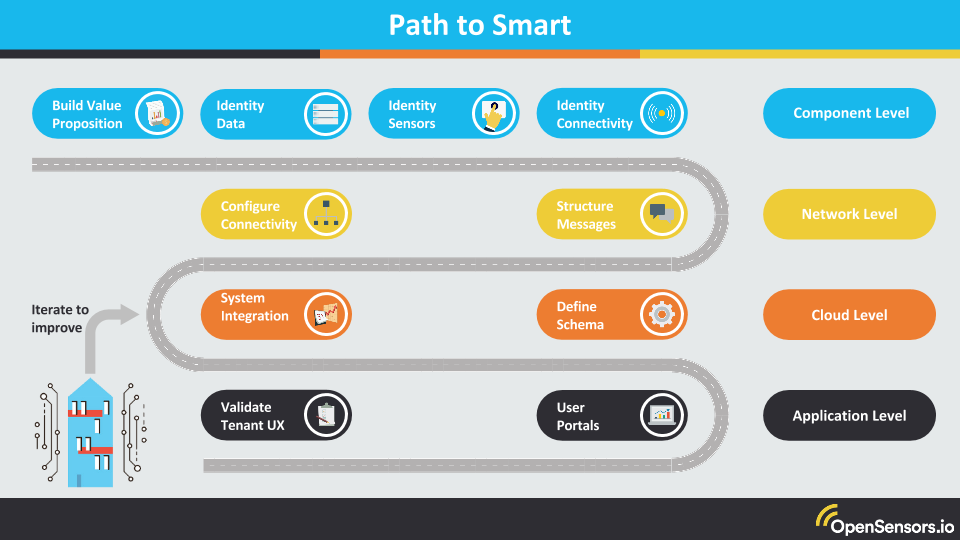 Path to Smart
Build Value
Proposition
Identity
Data
Identity
Sensors
Identity
Connectivity
Component Level
Configure
Connectivity
Structure
Messages
Network Level
Iterate to
improve
System
Integration
Define
Schema
Cloud Level
Validate
Tenant UX
User
Portals
Application Level
OpenSensors.io